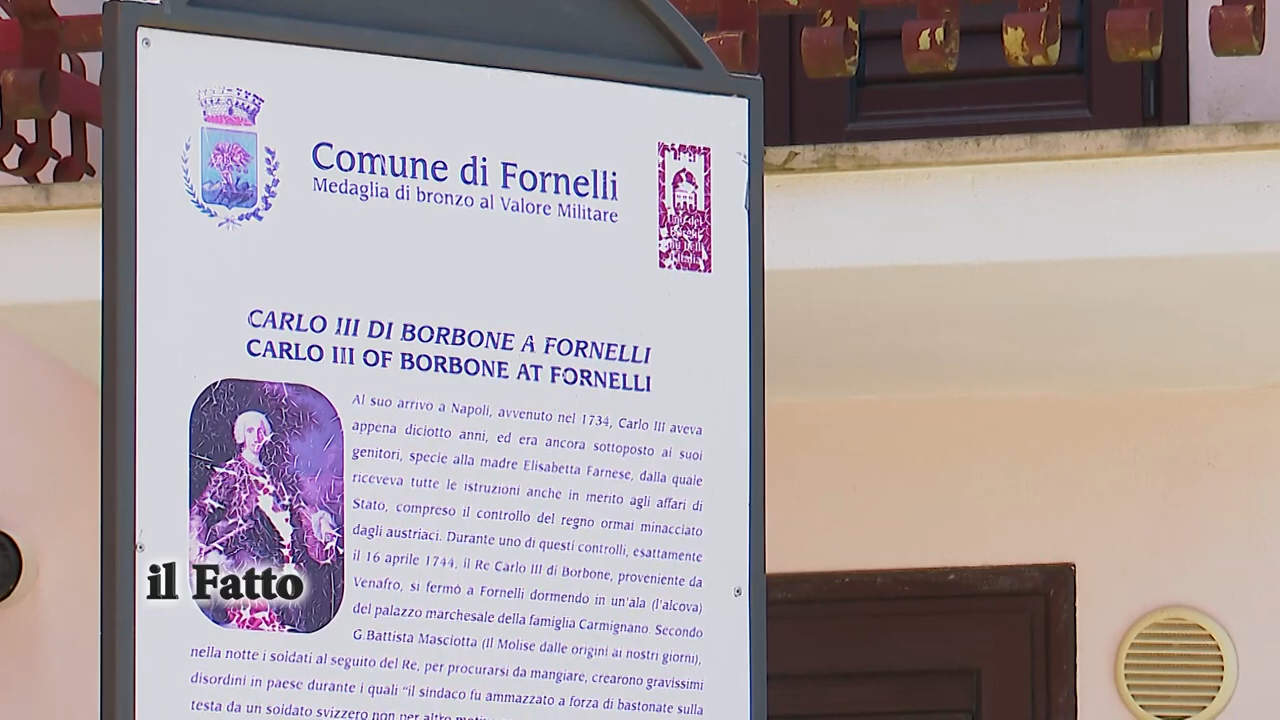 Comune di Fornelli
Medaglia di bronzo al Valore Militare
Uno dei
Borghi
più belli
d'Italia
CARLO III DI BORBONE A FORNELLI
CARLO III OF BORBONE AT FORNELLI
Al suo arrivo a Napoli, avvenuto nel 1734, Carlo III aveva
appena diciotto anni, ed era ancora sottoposto ai suoi
genitori, specie alla madre Elisabetta Farnese, dalla quale
riceveva tutte le istruzioni anche in merito agli affari di
Stato, compreso il controllo del regno ormai minacciato
dagli austriaci. Durante uno di questi controlli, esattamente
il 16 aprile 1744, il Re Carlo III di Borbone, proveniente da
Venafro, si fermò a Fornelli dormendo in un'ala (l'alcova)
del palazzo marchesale della famiglia Carmignano. Secondo
G.Battista Masciotta (Il Molise dalle origini ai nostri giorni),
nella notte i soldati al seguito del Re, per procurarsi da mangiare, crearono gravissimi
disordini in paese durante i quali “il sindaco fu ammazzato a forza di bastonate sulla
testa da un soldato svizzero non per altro
il Fatto